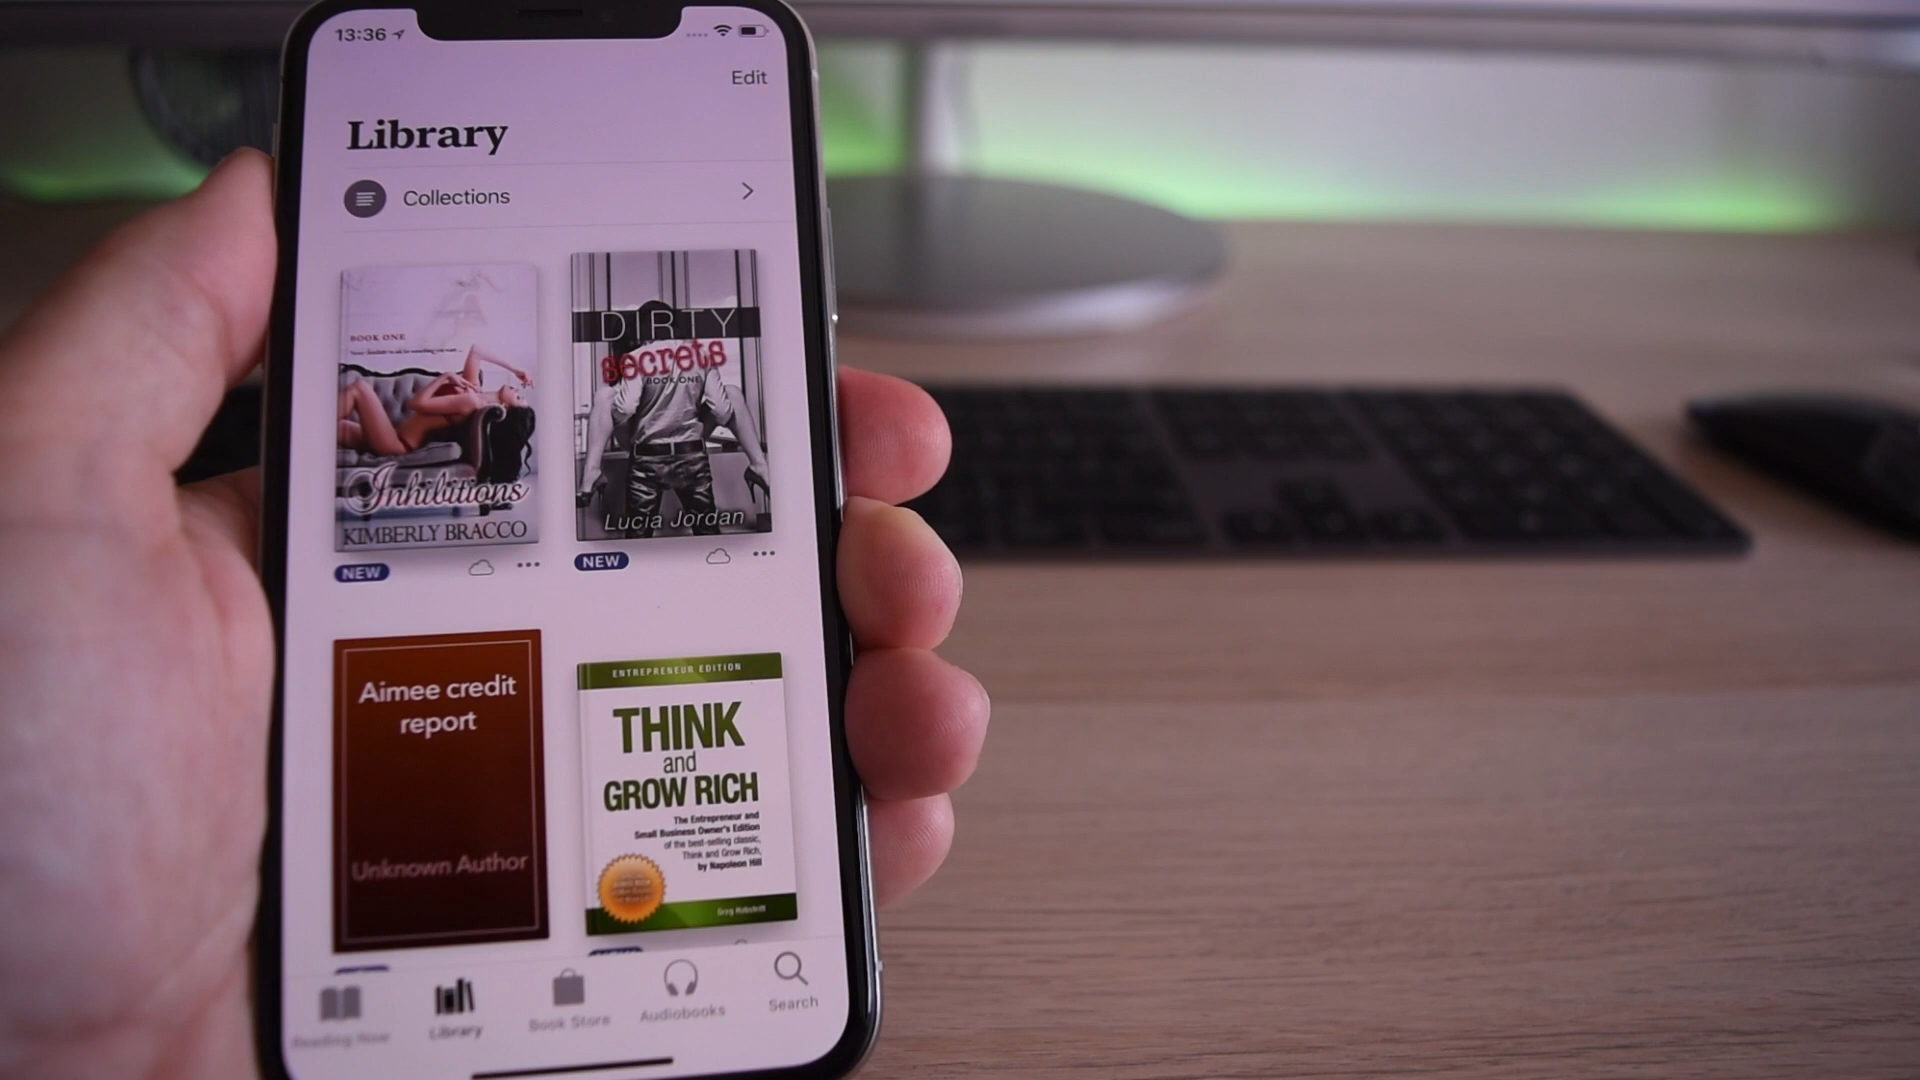 13:36
Edit
Library
Collections
BOOK ONE
Inhibitions
KIMBERLY BRACCO
DIRTY
secrets
BOOK ONE
Lucia Jordan
NEW
NEW
Aimee credit
report
Unknown Author
ENTREPRENEUR EDITION
THINK
and
GROW RICH
The Entrepreneur and
Small Business Owner's Edition
of the best-selling classic,
Think and Grow Rich,
by Napoleon Hill
Reading Now
Library
Book Store
Audiobooks
Search